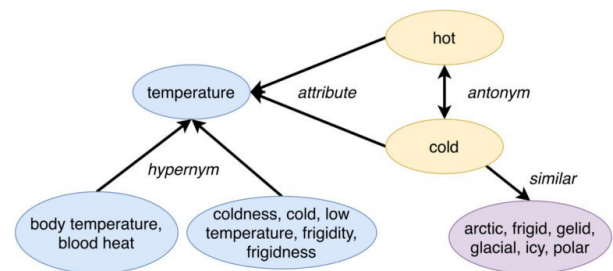 hot
temperature
attribute
antonym
cold
hypernym
similar
body temperature,
blood heat
coldness, cold, low
temperature, frigidity,
frigidness
arctic, frigid, gelid,
glacial, icy, polar